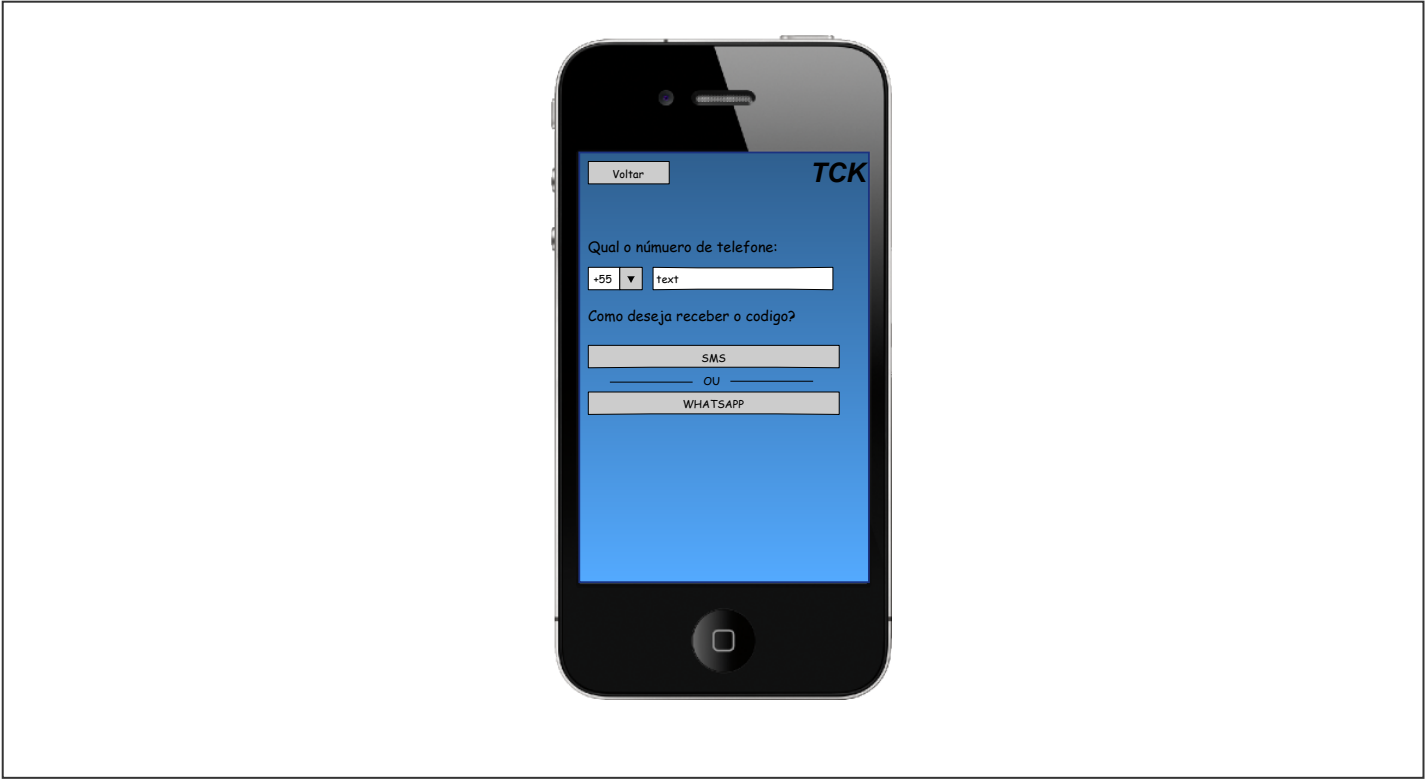 Voltar
TCK
Qual o númuero de telefone:
+55
text
Como deseja receber o codigo?
SMS
OU
WHATSAPP